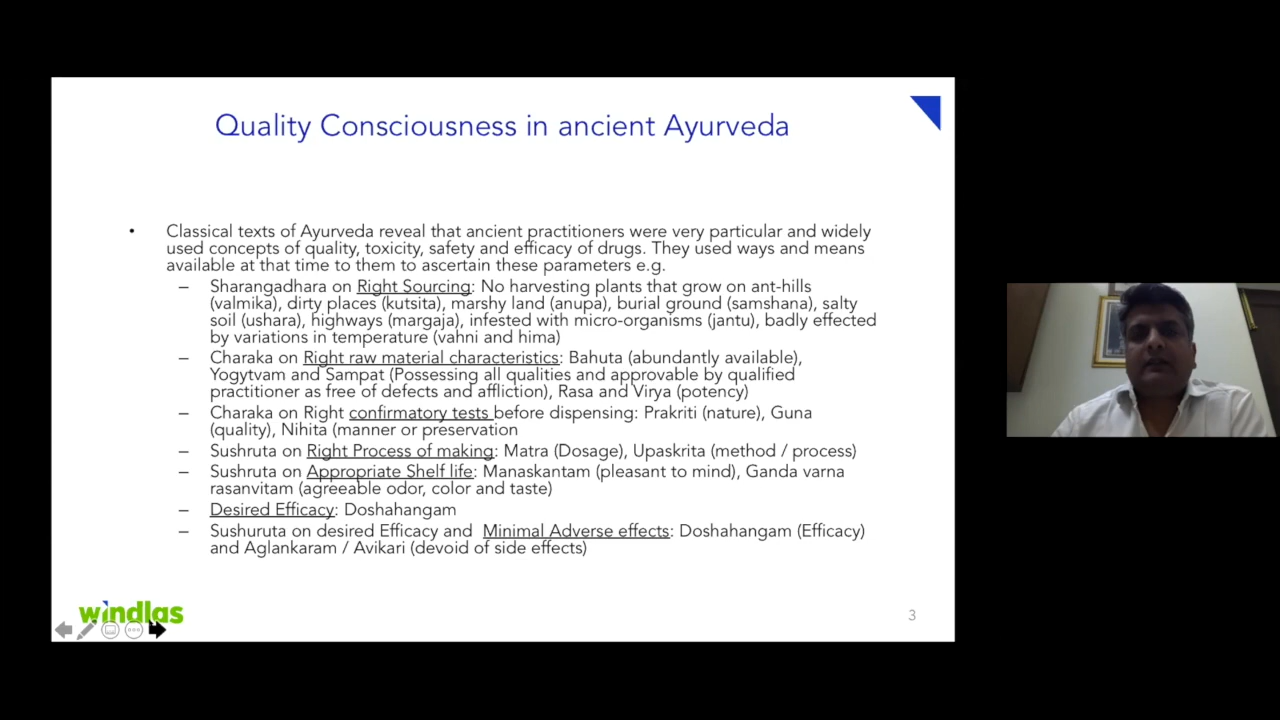 Quality Consciousness in ancient Ayurveda
• Classical texts of Ayurveda reveal that ancient practitioners were very particular and widely
used concepts of quality, toxicity, safety and efficacy of drugs. They used ways and means
available at that time to them to ascertain these parameters e.g.
– Sharangadhara on Right Sourcing: No harvesting plants that grow on ant-hills
(valmika), dirty places (kutsita), marshy land (anupa), burial ground (samshana), salty
soil (ushara), highways (margaja), infested with micro-organisms (jantu), badly effected
by variations in temperature (vahni and hima)
– Charaka on Right raw material characteristics: Bahuta (abundantly available),
Yogytvam and Sampat (Possessing all qualities and approvable by qualified
practitioner as free of defects and affliction), Rasa and Virya (potency)
– Charaka on Right confirmatory tests before dispensing: Prakriti (nature), Guna
(quality), Nihita (manner or preservation
– Sushruta on Right Process of making: Matra (Dosage), Upaskrita (method / process)
– Sushruta on Appropriate Shelf life: Manaskantam (pleasant to mind), Ganda varna
rasanvitam (agreeable odor, color and taste)
– Desired Efficacy: Doshahangam
– Sushuruta on desired Efficacy and Minimal Adverse effects: Doshahangam (Efficacy)
and Aglankaram / Avikari (devoid of side effects)
windlas
3